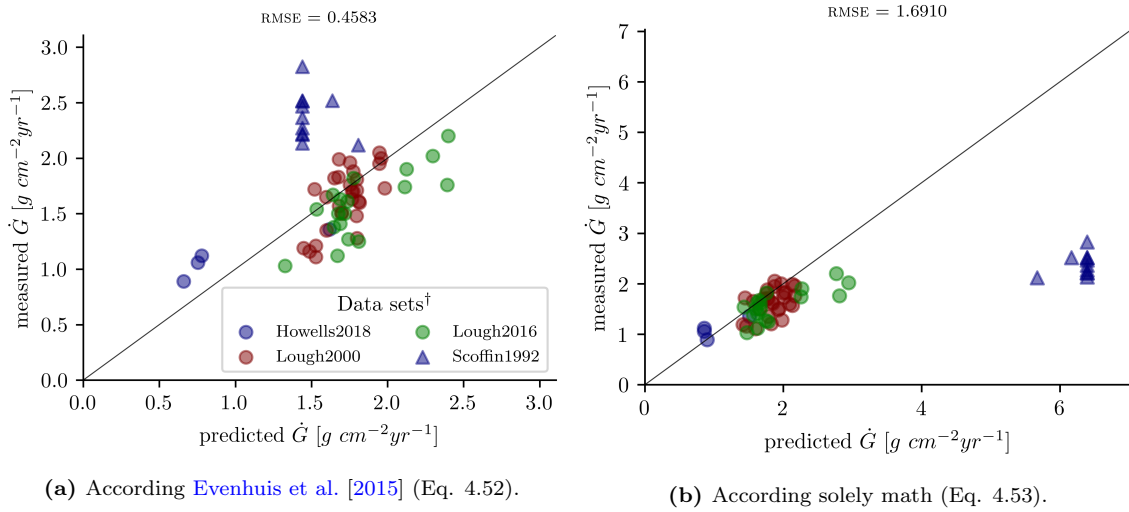 RMSE = 0.4583
3.0
2.5
2.0
1.5
1.0
0.5
0.0
measured Ġ [g cm⁻²yr⁻¹]
Data sets†
Howells2018
Lough2000
Lough2016
Scoffin1992
0.0 0.5 1.0 1.5 2.0 2.5 3.0
predicted Ġ [g cm⁻²yr⁻¹]
(a) According Evenhuis et al. [2015] (Eq. 4.52).
RMSE = 1.6910
7
6
5
4
3
2
1
0
measured Ġ [g cm⁻²yr⁻¹]
0 2 4 6
predicted Ġ [g cm⁻²yr⁻¹]
(b) According solely math (Eq. 4.53).